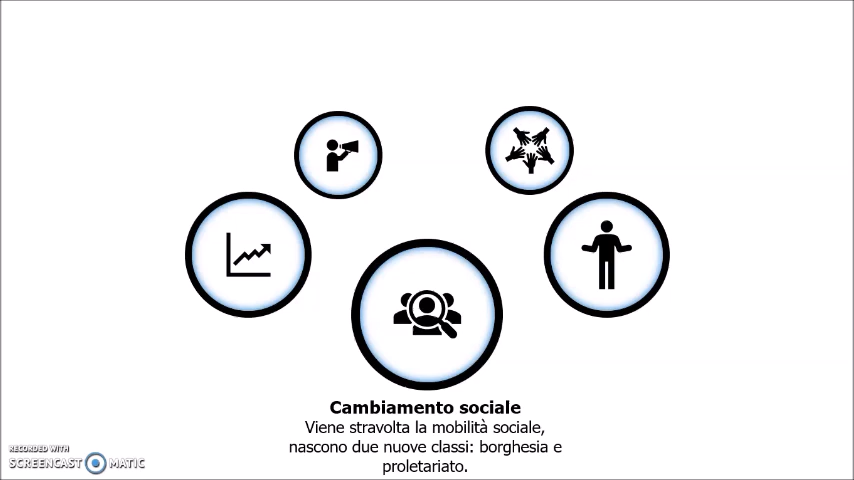 Cambiamento sociale
Viene stravolta la mobilità sociale,
nascono due nuove classi: borghesia e
proletariato.
RECORDED WITH
SCREENCAST MATIC